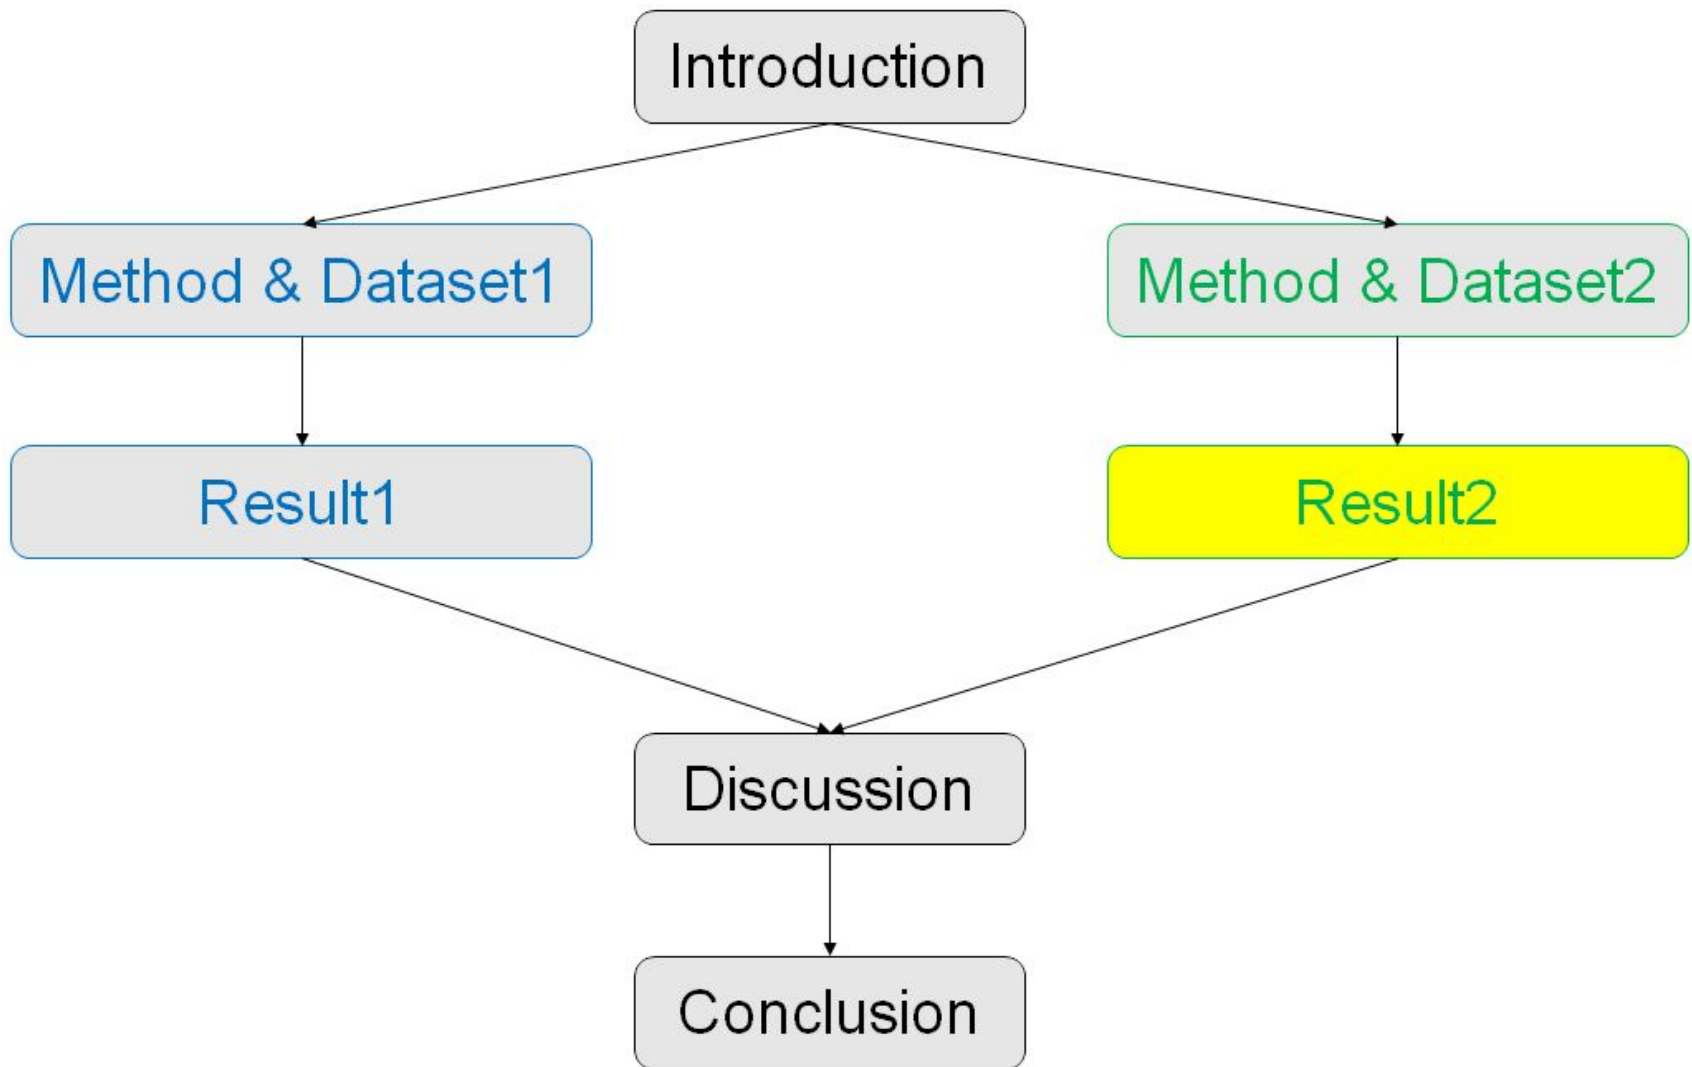 Introduction
Method & Dataset1
Method & Dataset2
Result1
Result2
Discussion
Conclusion